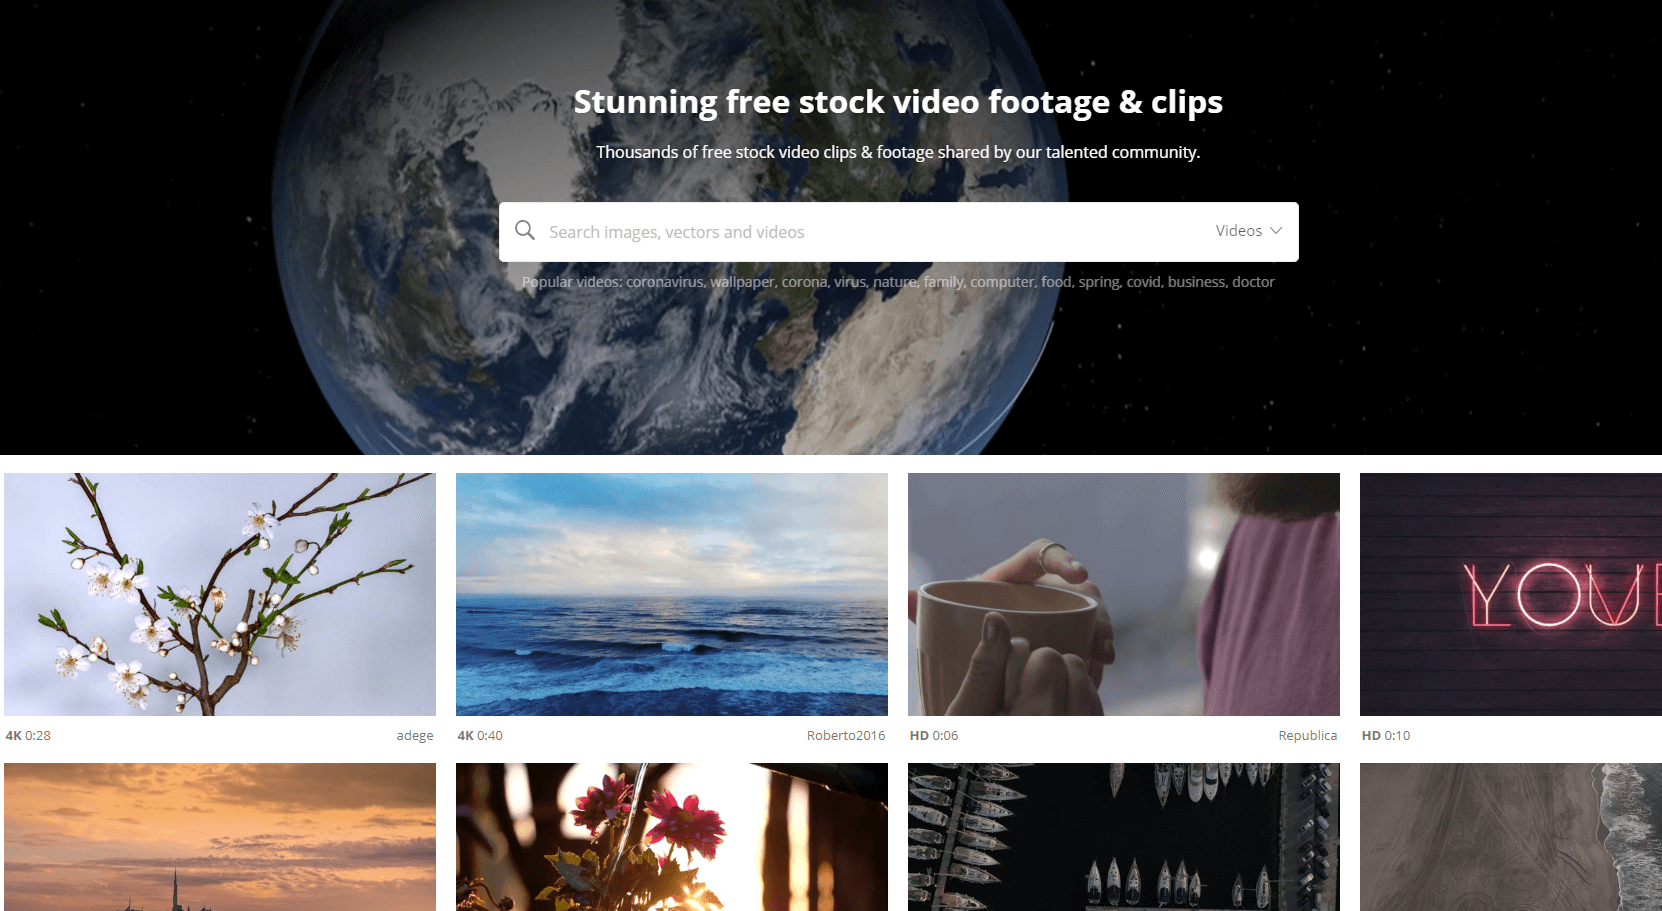 Stunning free stock video footage & clips
Thousands of free stock video clips & footage shared by our talented community.
Search images, vectors and videos
Videos
Popular videos: coronavirus, wallpaper, corona, virus, nature, family, computer, food, spring, covid, business, doctor
4K 0:28
adege
4K 0:40
Roberto2016
HD 0:06
Republica
HD 0:10